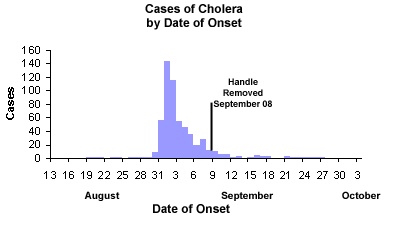 Cases of Cholera
by Date of Onset
160
140
120
100
80
60
40
20
0
Cases
Handle
Removed
September 08
13 16 19 22 25 28 31 3 6 9 12 15 18 21 24 27 30 3
August September October
Date of Onset